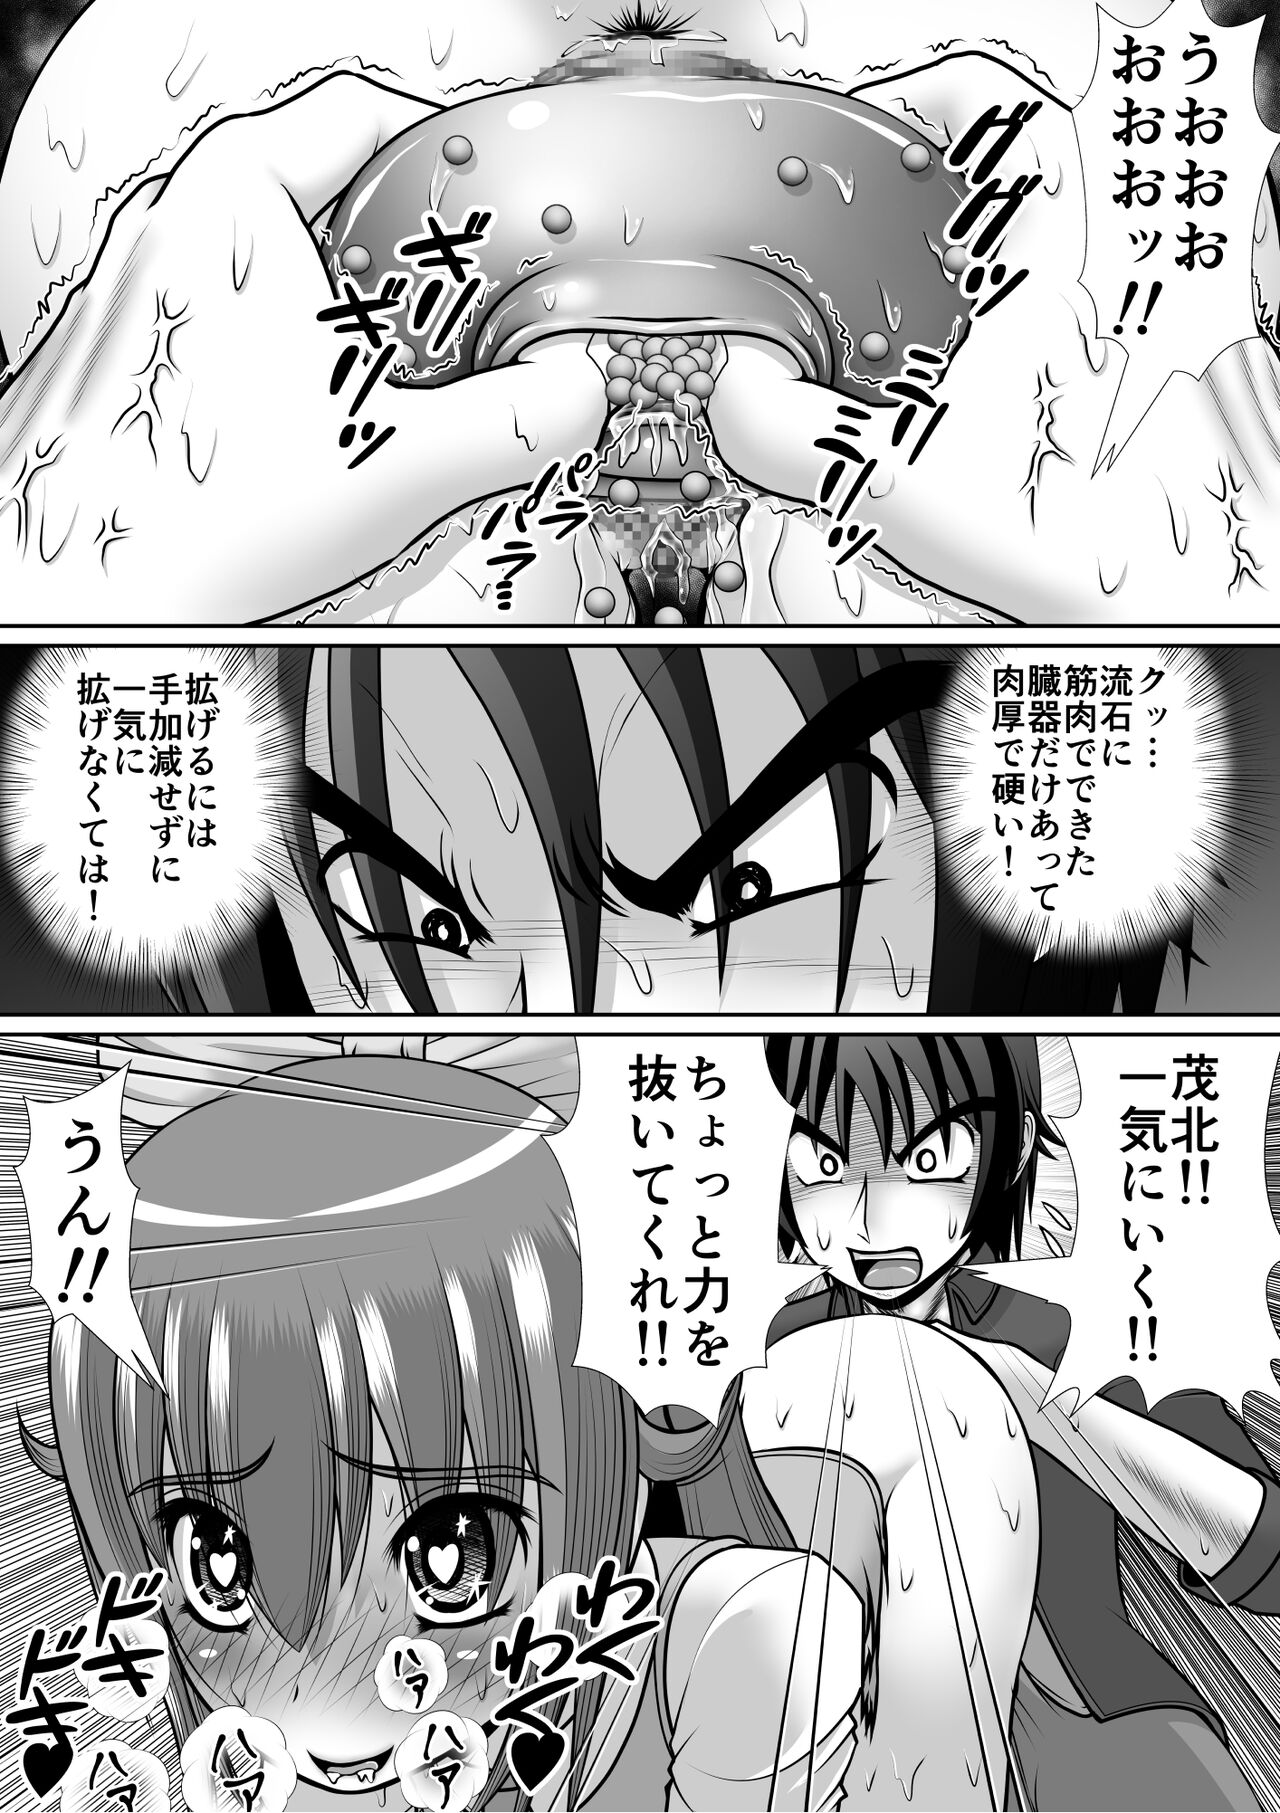 うおおぉぉ
おおおおッ!!
グググッ
ギギギリッ
ミリミリッ
パラパラ…
クッ…
流石に
筋肉でできた
臓器だけあって
肉厚で硬い！
拡げるには
手加減せずに
一気に
拡げなくては！
茂北!!
一気にいく!!
ちょっと力を
抜いてくれ!!
うん!!
わくわく
ドキドキ
ハァ
ハァ
ハァ
ハァ